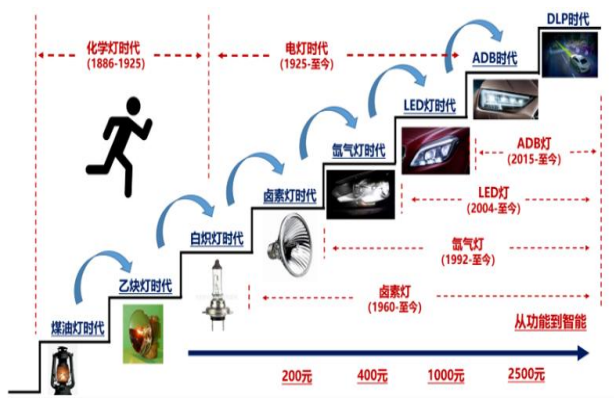 DLP时代
化学灯时代
(1886-1925)
电灯时代
(1925-至今)
ADB时代
LED灯时代
ADB灯
(2015-至今)
氙气灯时代
LED灯
(2004-至今)
卤素灯时代
白炽灯时代
氙气灯
(1992-至今)
乙炔灯时代
卤素灯
(1960-至今)
煤油灯时代
从功能到智能
200元
400元
1000元
2500元